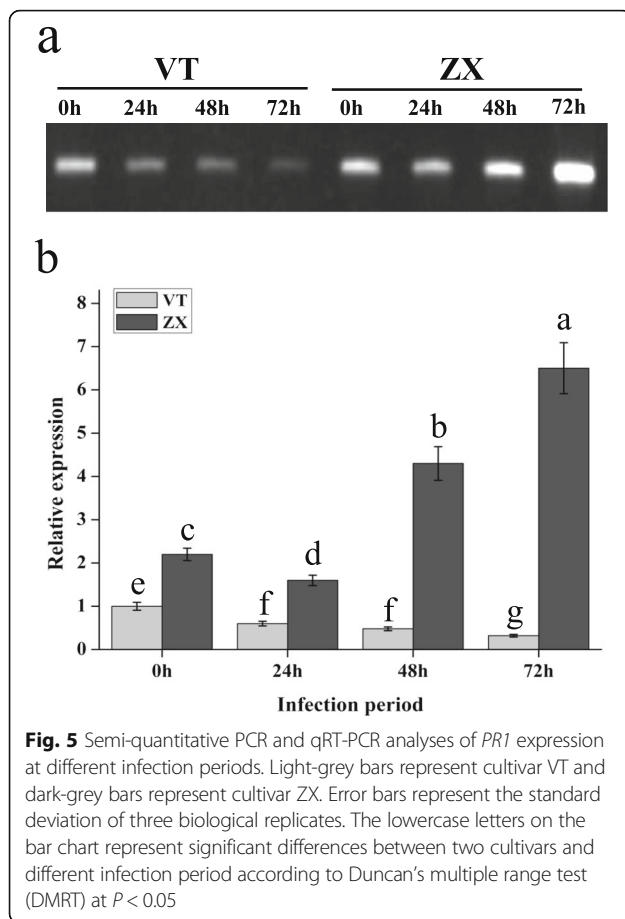 a
VT ZX
0h 24h 48h 72h 0h 24h 48h 72h
b
VT
ZX
8
7
6
5
4
3
2
1
0
Relative expression
e c f d f b g a
0h 24h 48h 72h
Infection period
Fig. 5 Semi-quantitative PCR and qRT-PCR analyses of PR1 expression
at different infection periods. Light-grey bars represent cultivar VT and
dark-grey bars represent cultivar ZX. Error bars represent the standard
deviation of three biological replicates. The lowercase letters on the
bar chart represent significant differences between two cultivars and
different infection period according to Duncan's multiple range test
(DMRT) at P < 0.05